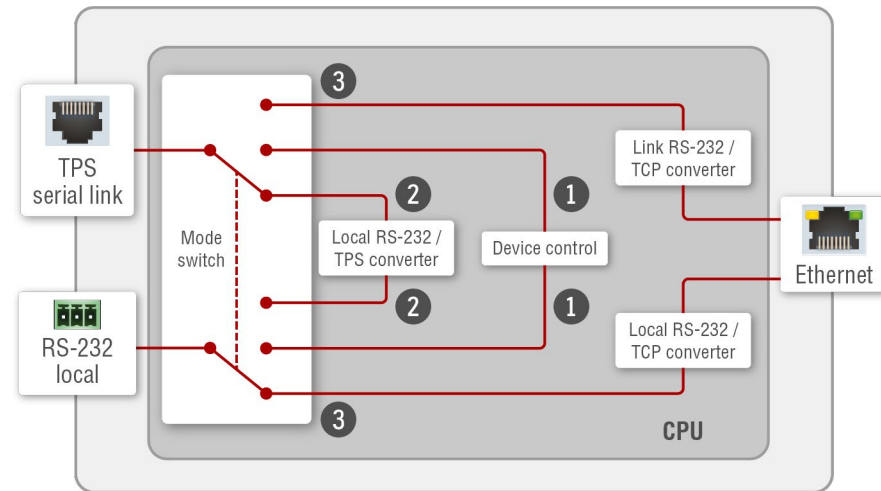 3
TPS
serial link
Link RS-232 /
TCP converter
2
1
Mode
switch
Local RS-232 /
TPS converter
Device control
Ethernet
2
1
RS-232
local
Local RS-232 /
TCP converter
3
CPU